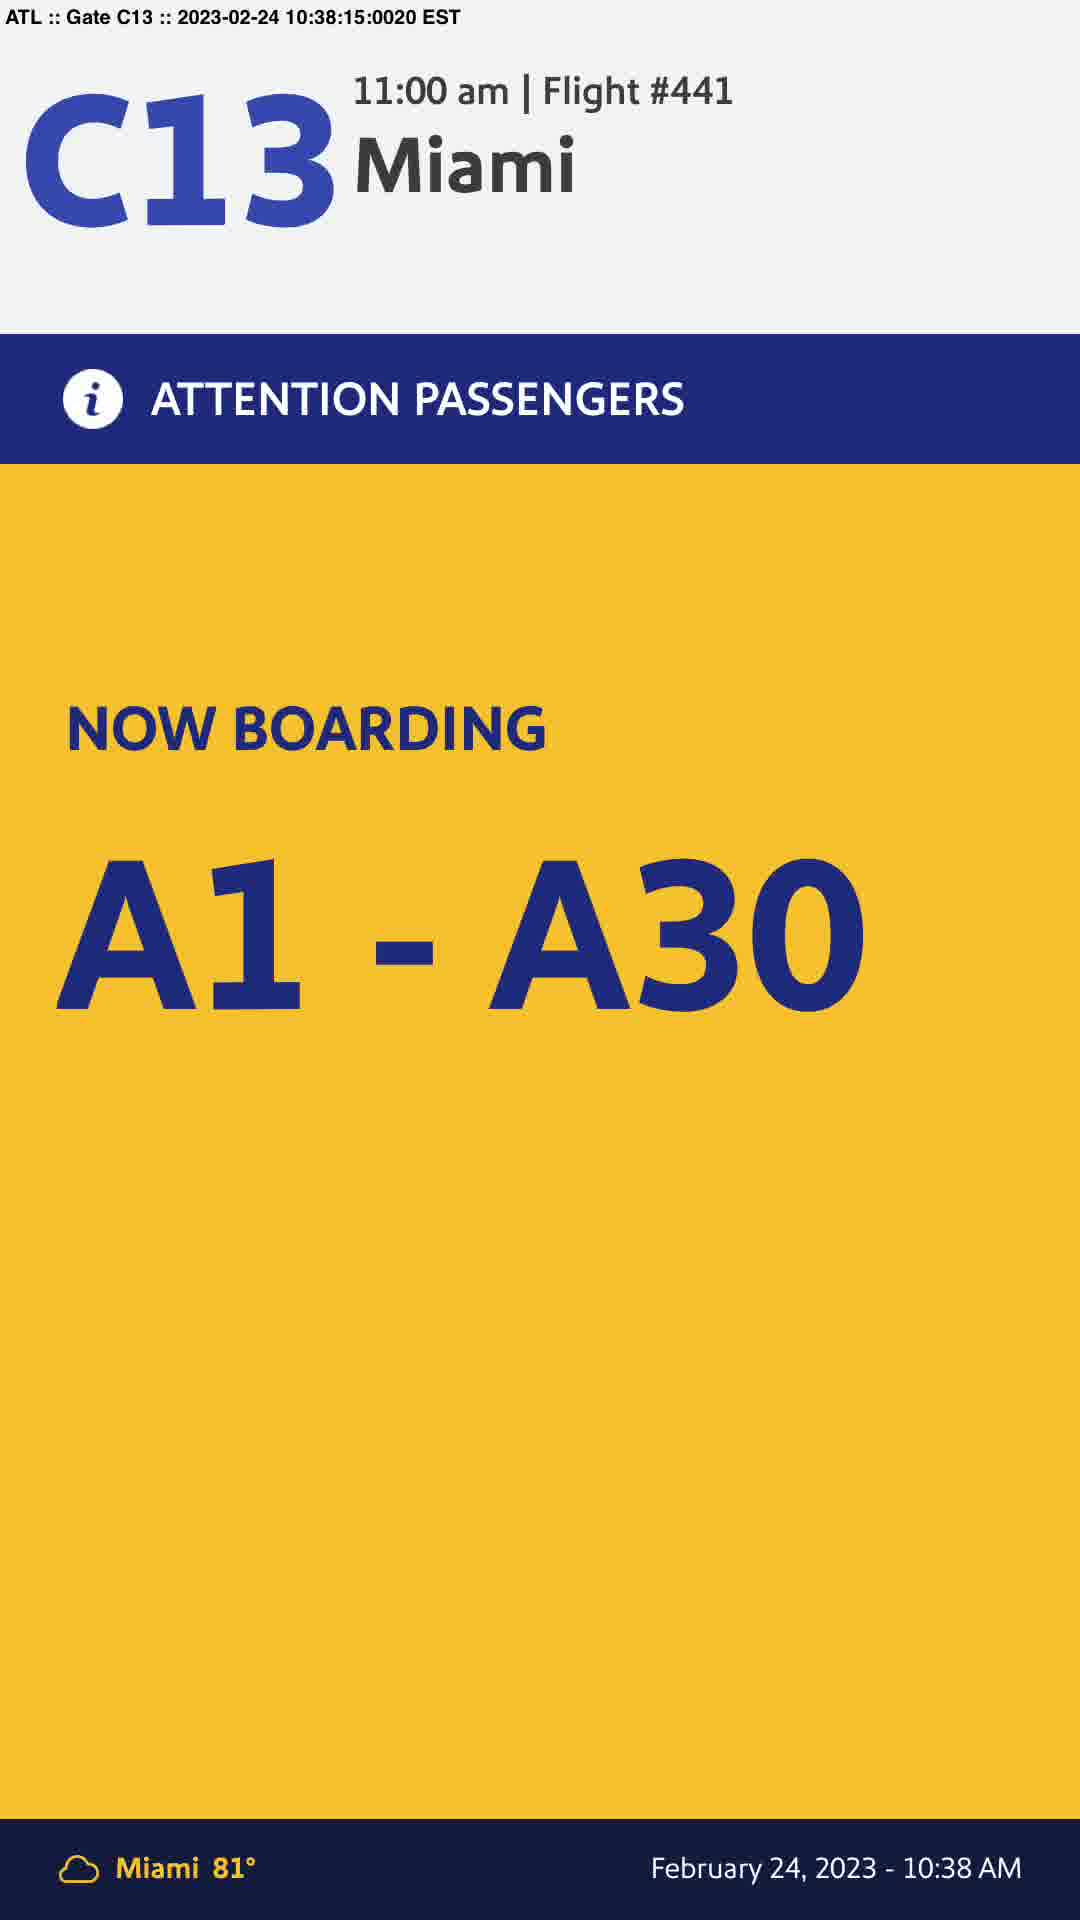 ATL :: Gate C13 :: 2023-02-24 10:38:15:0020 EST
C13
11:00 am | Flight #441
Miami
ATTENTION PASSENGERS
NOW BOARDING
A1 - A30
Miami 81°
February 24, 2023 - 10:38 AM